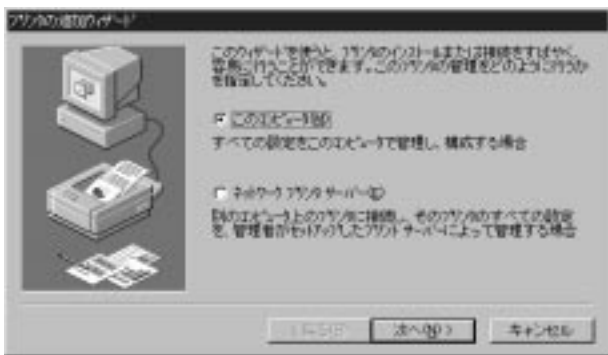 プリンタの追加ウィザード
このウィザードを使うと、プリンタのインストールまたは接続をすばやく、
容易に行うことができます。このプリンタの管理をどのように行うか
を指定してください。
このコンピュータ(M)
すべての設定をこのコンピュータで管理し、構成する場合
ネットワーク プリンタ サーバー(E)
別のコンピュータ上のプリンタに接続し、そのプリンタのすべての設定
を、管理者がセットアップしたプリント サーバーによって管理する場合
< 戻る(B)
次へ(N) >
キャンセル